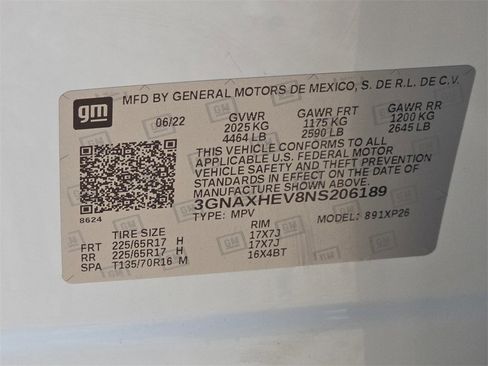 gm
MFD BY GENERAL MOTORS DE MEXICO, S. DE R.L. DE C.V.
06/22 GVWR GAWR FRT GAWR RR
2025 KG 1175 KG 1200 KG
4464 LB 2590 LB 2645 LB
THIS VEHICLE CONFORMS TO ALL
APPLICABLE U.S. FEDERAL MOTOR
VEHICLE SAFETY AND THEFT PREVENTION
STANDARDS IN EFFECT ON THE DATE OF
MANUFACTURE SHOWN ABOVE.
3GNAXHEV8NS206189
8624 TYPE: MPV MODEL: 891XP26
TIRE SIZE RIM
FRT 225/65R17 H 17X7J
RR 225/65R17 H 17X7J
SPA T135/70R16 M 16X4BT